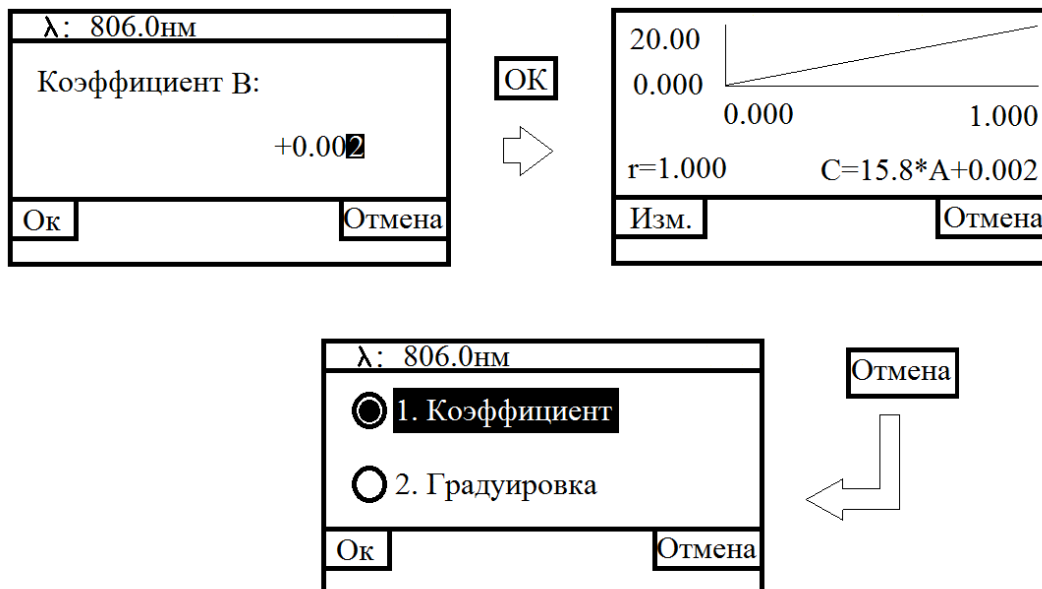 λ: 806.0нм
Коэффициент В:
+0.002
Ок
Отмена
ОК
20.00
0.000
0.000 1.000
r=1.000 C=15.8*A+0.002
Изм.
Отмена
λ: 806.0нм
1. Коэффициент
2. Градуировка
Ок
Отмена
Отмена